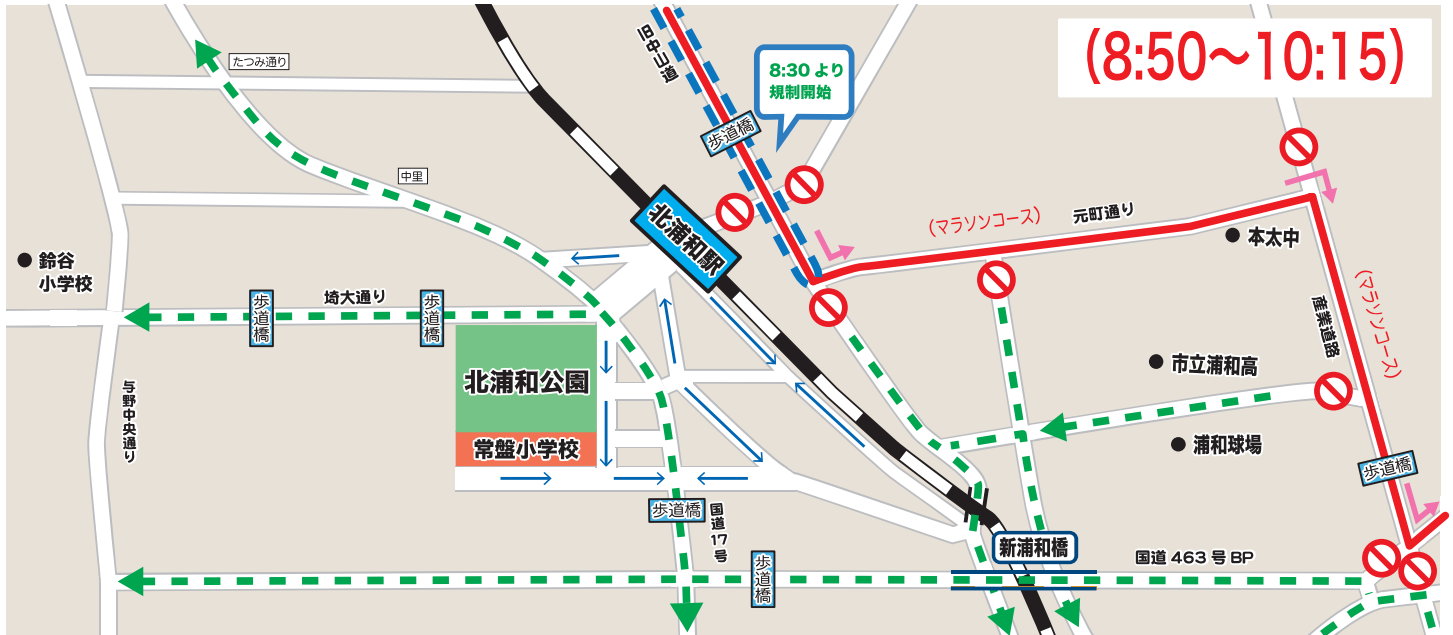 (8:50〜10:15)
旧中山道
8:30より
規制開始
たつみ通り
歩道橋
中里
北浦和駅
(マラソンコース)
元町通り
本太中
鈴谷
小学校
埼大通り
歩道橋
歩道橋
(マラソンコース)
産業道路
北浦和公園
市立浦和高
与野中央通り
常盤小学校
浦和球場
歩道橋
歩道橋
国道17号
新浦和橋
国道463号BP
歩道橋